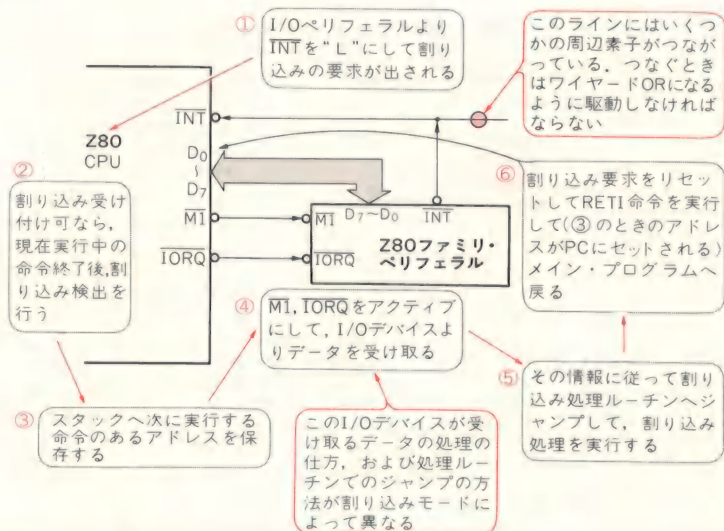 ①
I/Oペリフェラルより
INTを“L”にして割り
込みの要求が出される
このラインにはいくつ
かの周辺素子がつなが
っている．つなぐとき
はワイヤードORになる
ように駆動しなければ
ならない
INT
Z80
CPU
D0
～
D7
M1
IORQ
②
割り込み受け
付け可なら，
現在実行中の
命令終了後，割
り込み検出を
行う
M1
D7～D0
INT
IORQ
Z80ファミリ・
ペリフェラル
⑥
割り込み要求をリセッ
トしてRETI命令を実行
して(③のときのアドレ
スがPCにセットされる)
メイン・プログラムへ
戻る
④
M1，IORQをアクティブ
にして，I/Oデバイスよ
りデータを受け取る
③
スタックへ次に実行する
命令のあるアドレスを保
存する
⑤
その情報に従って割り
込み処理ルーチンへジ
ャンプして，割り込み
処理を実行する
このI/Oデバイスが
受け取るデータの処理の
仕方，および処理ルー
チンでのジャンプの方
法が割り込みモードに
よって異なる